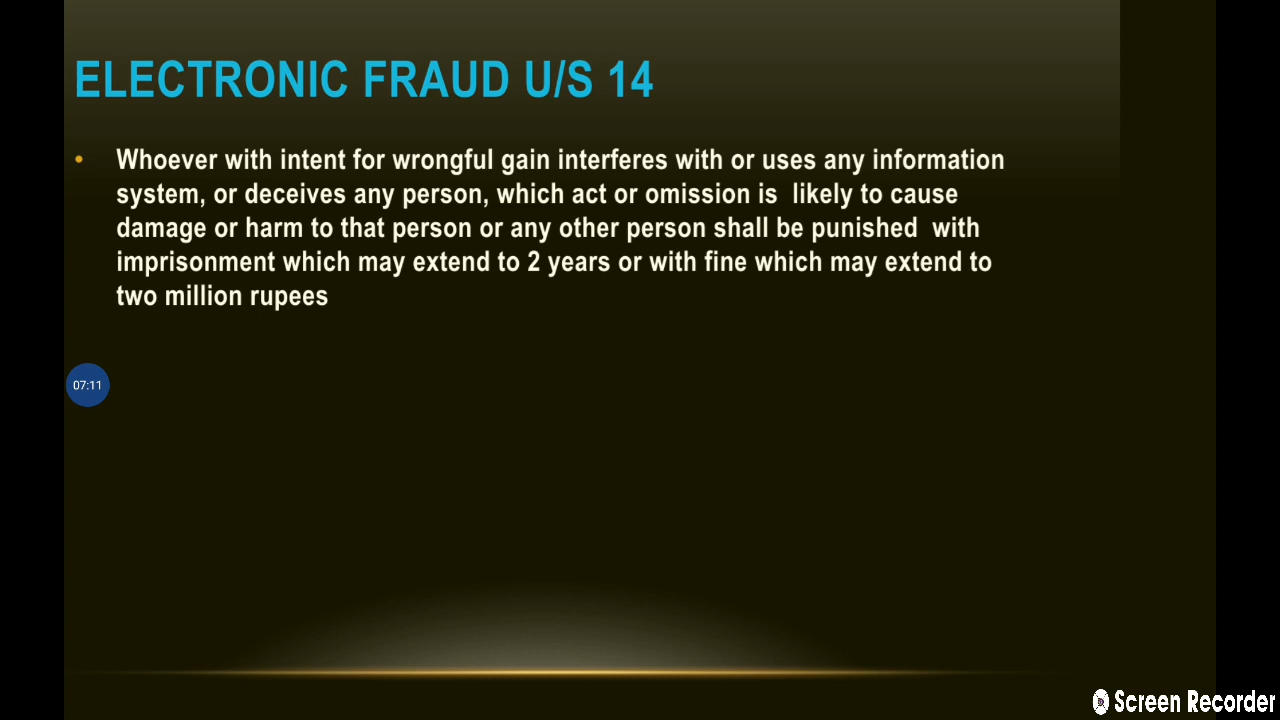 ELECTRONIC FRAUD U/S 14
• Whoever with intent for wrongful gain interferes with or uses any information
system, or deceives any person, which act or omission is likely to cause
damage or harm to that person or any other person shall be punished with
imprisonment which may extend to 2 years or with fine which may extend to
two million rupees
07:11
Screen Recorder